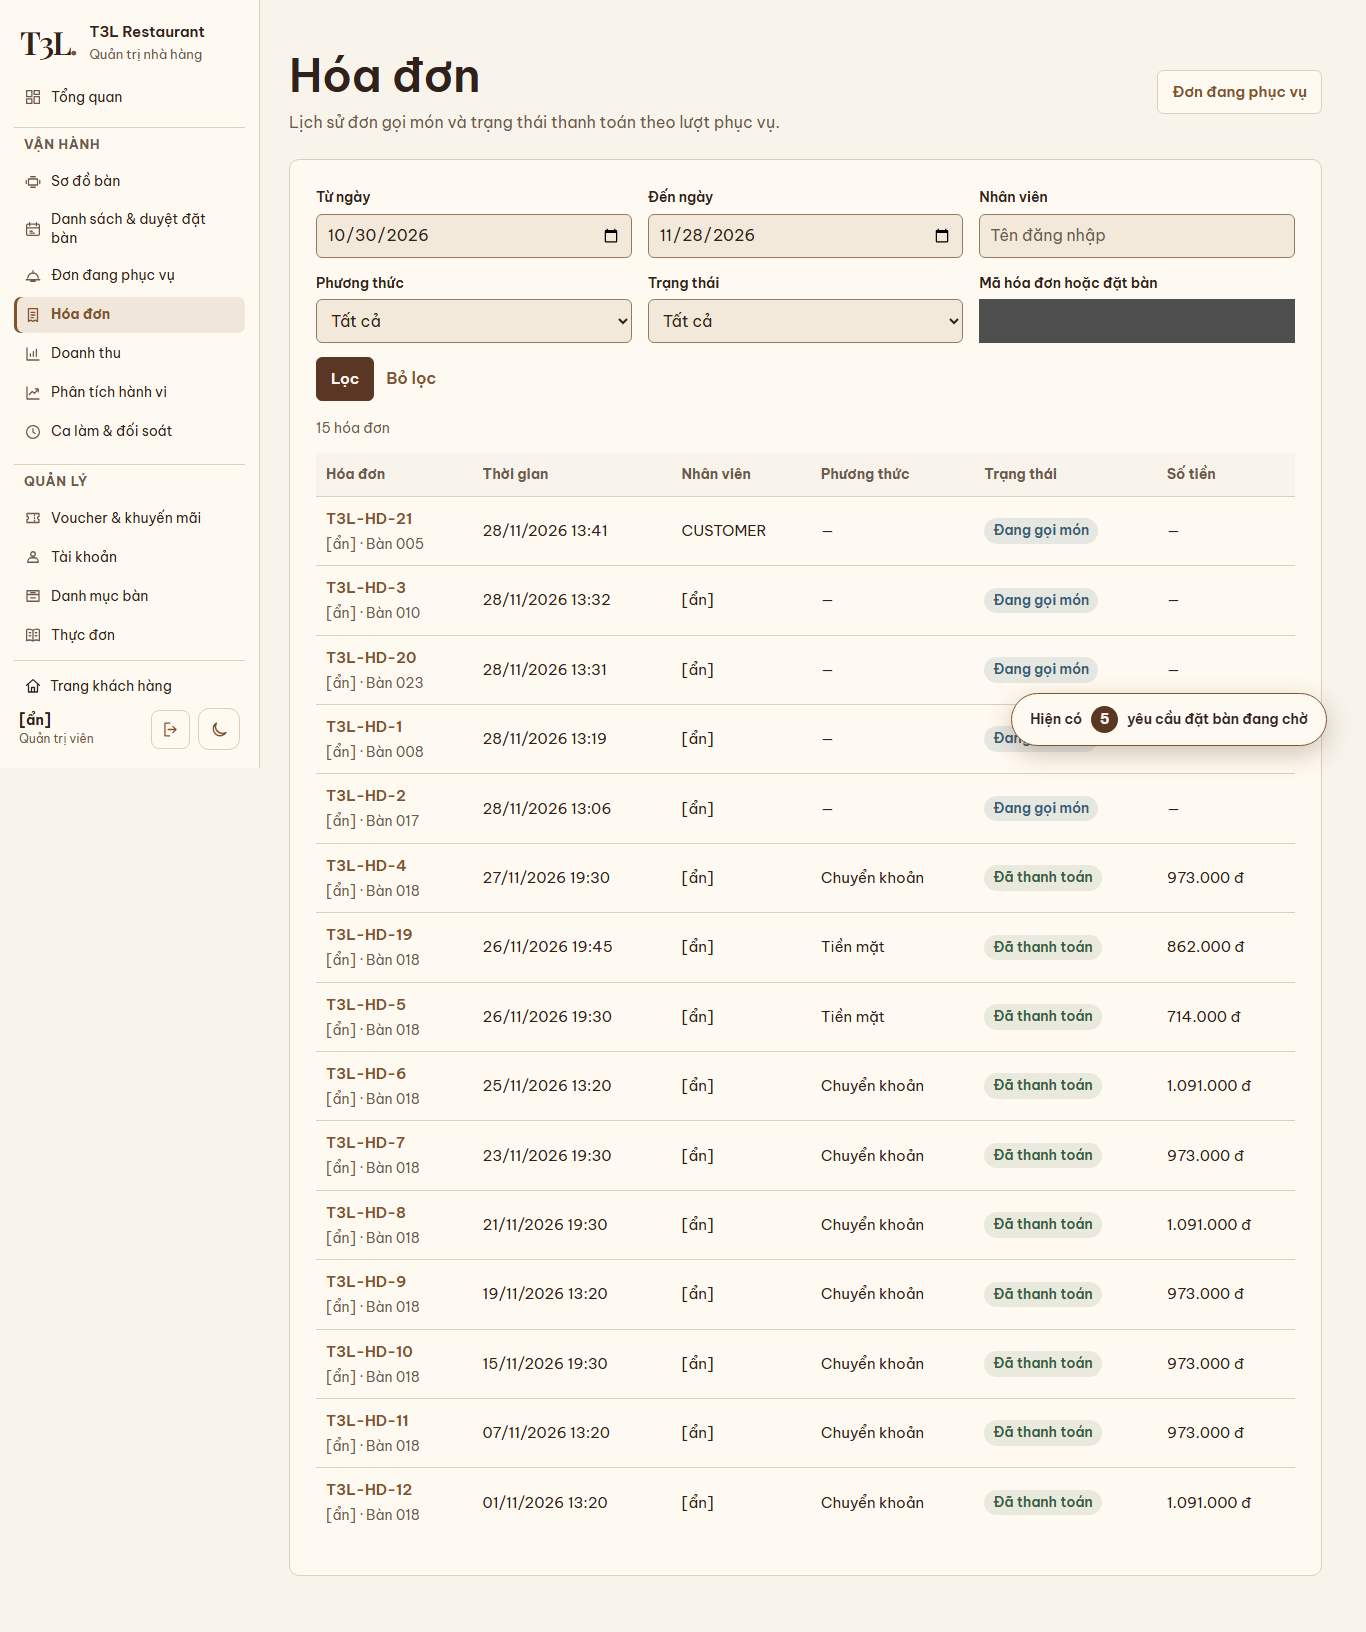 T3L.
T3L Restaurant
Quản trị nhà hàng
Tổng quan
VẬN HÀNH
Sơ đồ bàn
Danh sách & duyệt đặt
bàn
Đơn đang phục vụ
Hóa đơn
Doanh thu
Phân tích hành vi
Ca làm & đối soát
QUẢN LÝ
Voucher & khuyến mãi
Tài khoản
Danh mục bàn
Thực đơn
Trang khách hàng
[ẩn]
Quản trị viên
Hóa đơn
Lịch sử đơn gọi món và trạng thái thanh toán theo lượt phục vụ.
Đơn đang phục vụ
Từ ngày Đến ngày Nhân viên
10/30/2026 11/28/2026 Tên đăng nhập
Phương thức Trạng thái Mã hóa đơn hoặc đặt bàn
Tất cả Tất cả
Lọc Bỏ lọc
15 hóa đơn
Hóa đơn Thời gian Nhân viên Phương thức Trạng thái Số tiền
T3L-HD-21
[ẩn] · Bàn 005 28/11/2026 13:41 CUSTOMER — Đang gọi món —
T3L-HD-3
[ẩn] · Bàn 010 28/11/2026 13:32 [ẩn] — Đang gọi món —
T3L-HD-20
[ẩn] · Bàn 023 28/11/2026 13:31 [ẩn] — Đang gọi món —
T3L-HD-1
[ẩn] · Bàn 008 28/11/2026 13:19 [ẩn] —
Hiện có 5 yêu cầu đặt bàn đang chờ
T3L-HD-2
[ẩn] · Bàn 017 28/11/2026 13:06 [ẩn] — Đang gọi món —
T3L-HD-4
[ẩn] · Bàn 018 27/11/2026 19:30 [ẩn] Chuyển khoản Đã thanh toán 973.000 đ
T3L-HD-19
[ẩn] · Bàn 018 26/11/2026 19:45 [ẩn] Tiền mặt Đã thanh toán 862.000 đ
T3L-HD-5
[ẩn] · Bàn 018 26/11/2026 19:30 [ẩn] Tiền mặt Đã thanh toán 714.000 đ
T3L-HD-6
[ẩn] · Bàn 018 25/11/2026 13:20 [ẩn] Chuyển khoản Đã thanh toán 1.091.000 đ
T3L-HD-7
[ẩn] · Bàn 018 23/11/2026 19:30 [ẩn] Chuyển khoản Đã thanh toán 973.000 đ
T3L-HD-8
[ẩn] · Bàn 018 21/11/2026 19:30 [ẩn] Chuyển khoản Đã thanh toán 1.091.000 đ
T3L-HD-9
[ẩn] · Bàn 018 19/11/2026 13:20 [ẩn] Chuyển khoản Đã thanh toán 973.000 đ
T3L-HD-10
[ẩn] · Bàn 018 15/11/2026 19:30 [ẩn] Chuyển khoản Đã thanh toán 973.000 đ
T3L-HD-11
[ẩn] · Bàn 018 07/11/2026 13:20 [ẩn] Chuyển khoản Đã thanh toán 973.000 đ
T3L-HD-12
[ẩn] · Bàn 018 01/11/2026 13:20 [ẩn] Chuyển khoản Đã thanh toán 1.091.000 đ